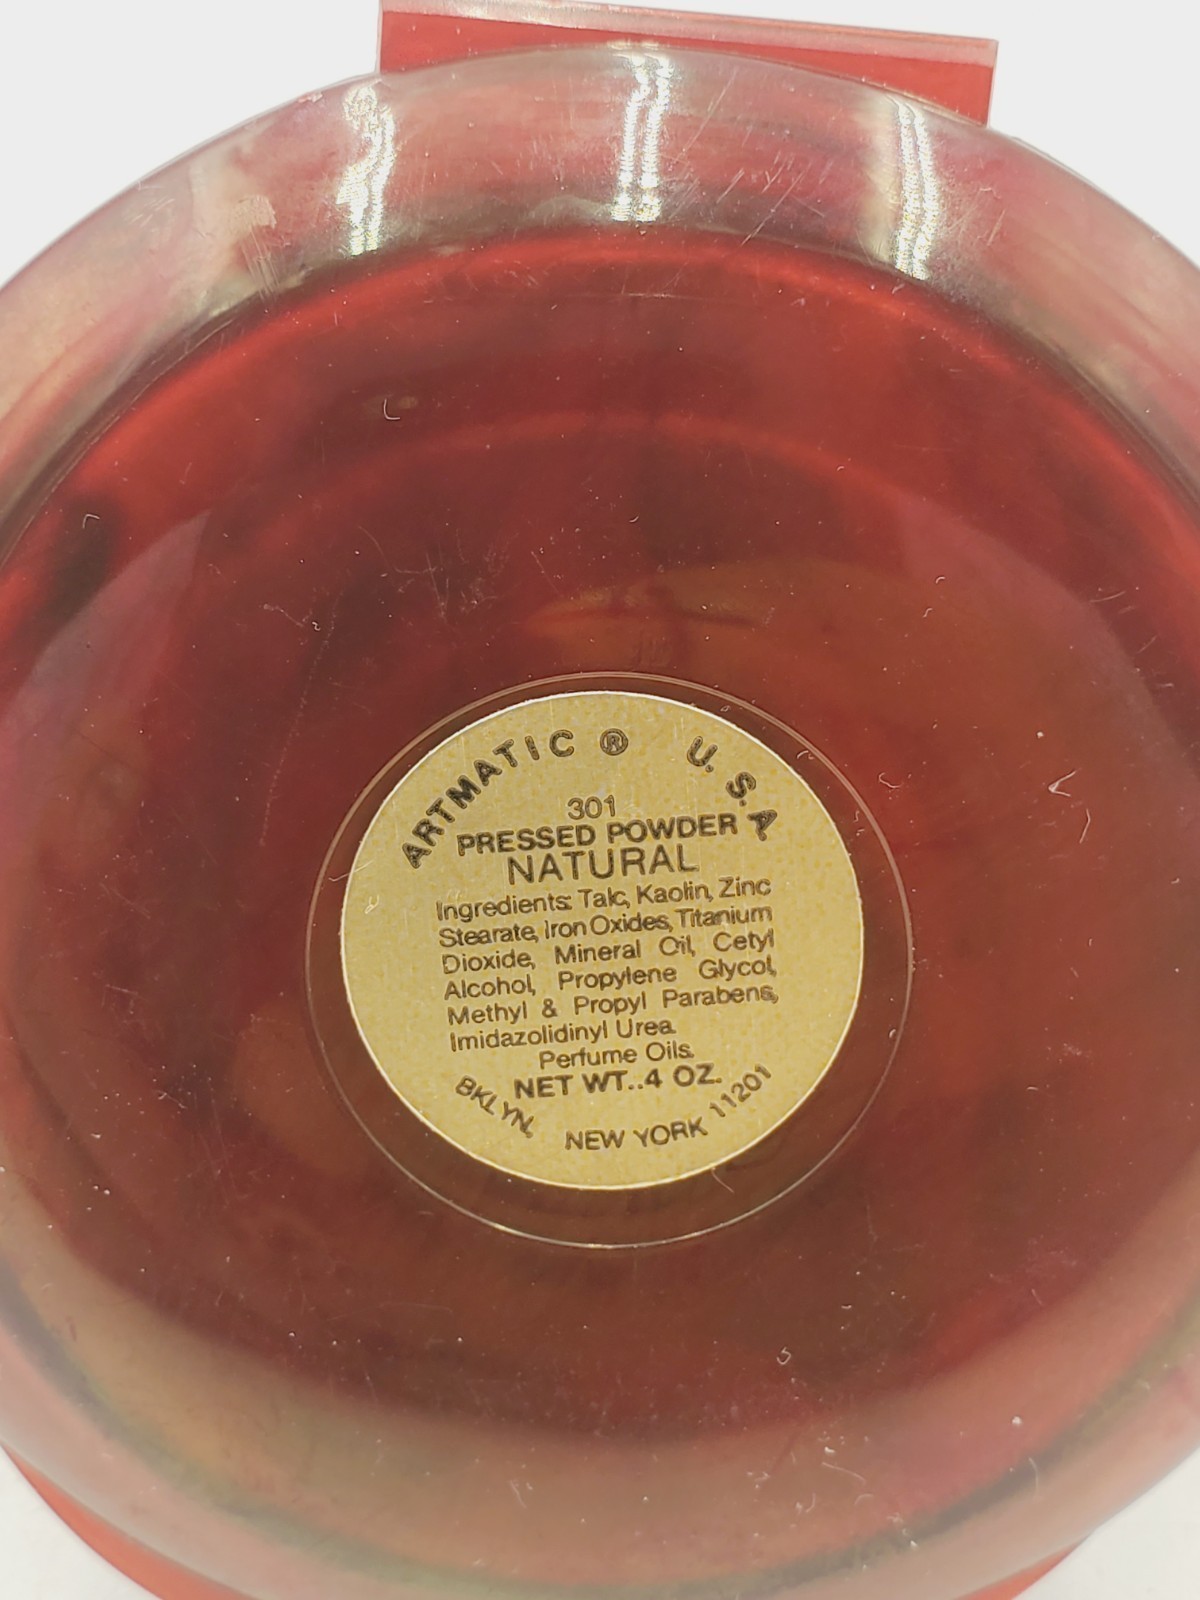 ARTMATIC ® U. S. A.
301
PRESSED POWDER
NATURAL
Ingredients: Talc, Kaolin, Zinc
Stearate, Iron Oxides, Titanium
Dioxide, Mineral Oil, Cetyl
Alcohol, Propylene Glycol,
Methyl & Propyl Parabens,
Imidazolidinyl Urea.
Perfume Oils.
NET WT..4 OZ.
BKLYN, NEW YORK 11201